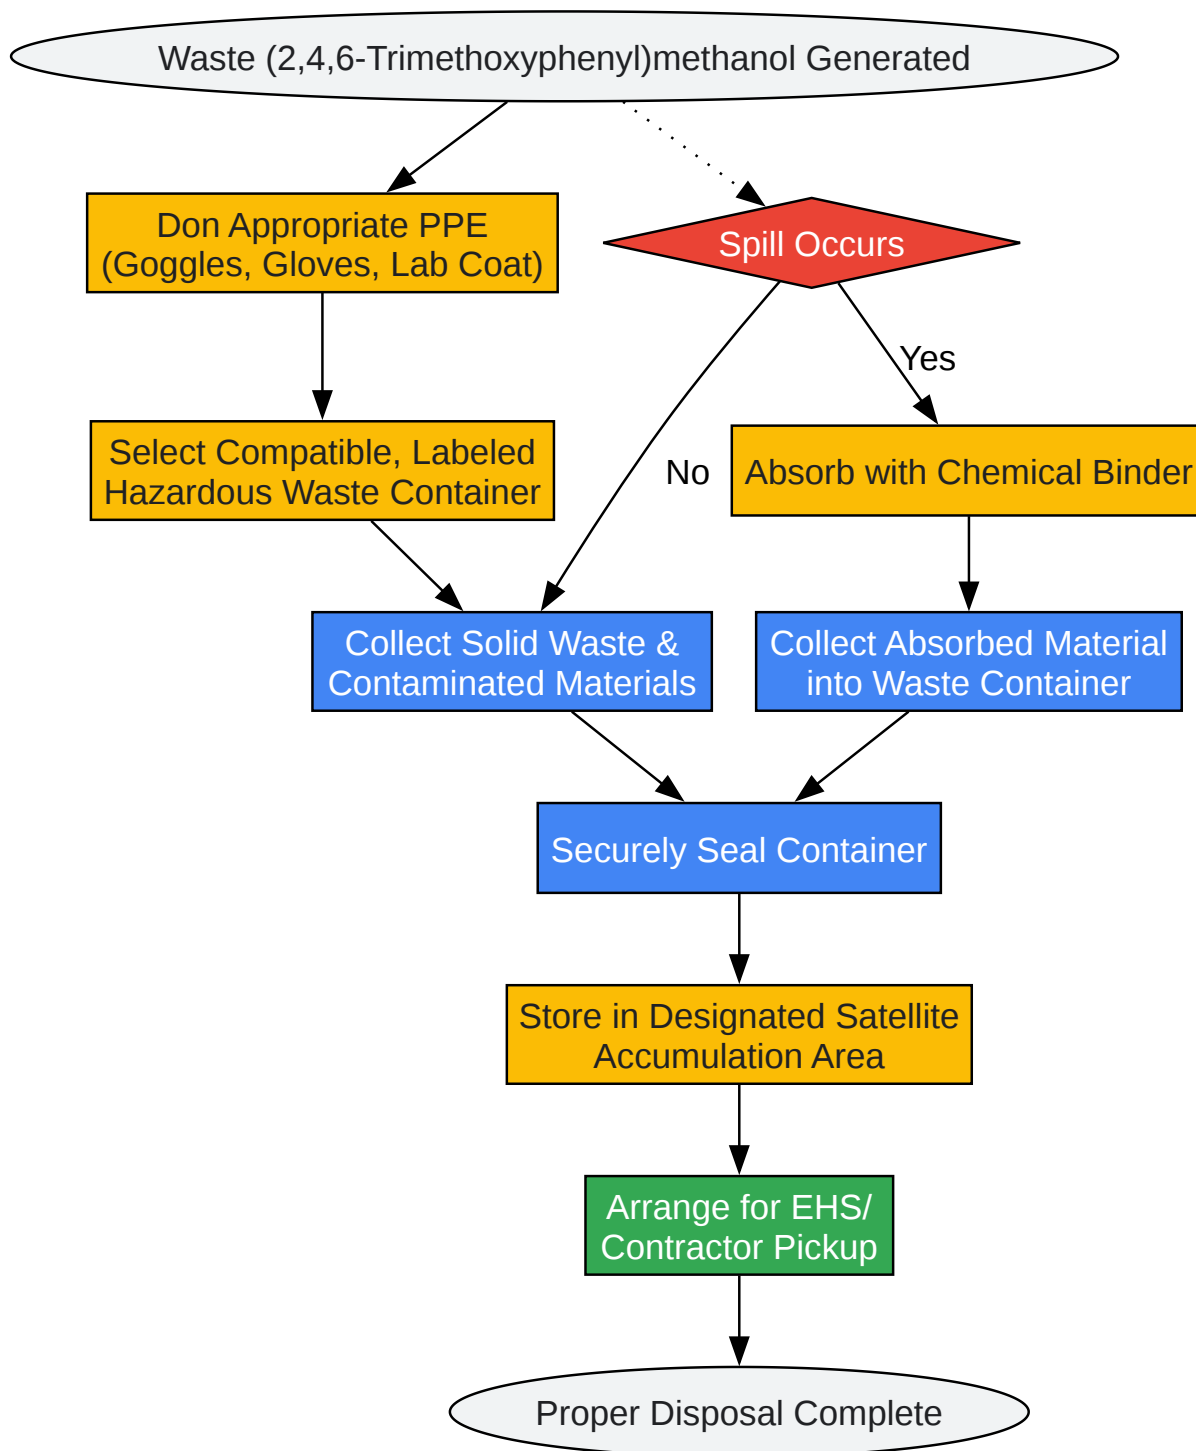 Waste (2,4,6-Trimethoxyphenyl)methanol Generated
Don Appropriate PPE
(Goggles, Gloves, Lab Coat)
Spill Occurs
Yes
Select Compatible, Labeled
Hazardous Waste Container
No
Absorb with Chemical Binder
Collect Solid Waste &
Contaminated Materials
Collect Absorbed Material
into Waste Container
Securely Seal Container
Store in Designated Satellite
Accumulation Area
Arrange for EHS/
Contractor Pickup
Proper Disposal Complete